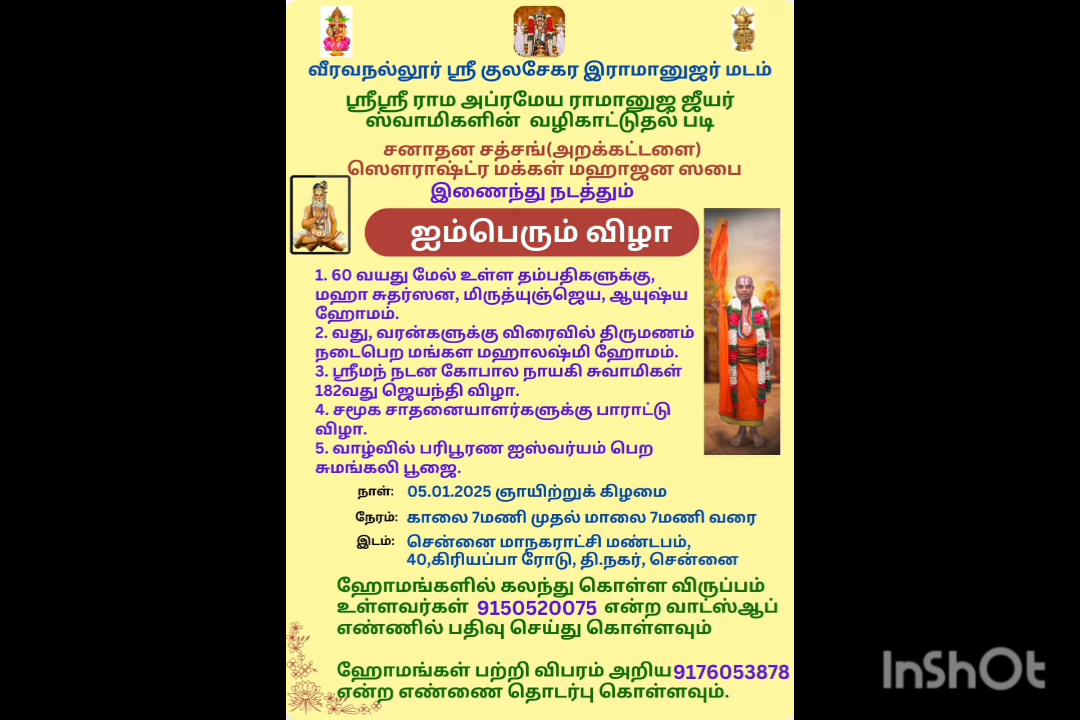 வீரவநல்லூர் ஸ்ரீ குலசேகர இராமானுஜர் மடம்
ஸ்ரீஸ்ரீ ராம அப்ரமேய ராமானுஜ ஜீயர்
ஸ்வாமிகளின் வழிகாட்டுதல் படி
சனாதன சத்சங்(அறக்கட்டளை)
ஸௌராஷ்ட்ர மக்கள் மஹாஜன ஸபை
இணைந்து நடத்தும்
ஐம்பெரும் விழா
1. 60 வயது மேல் உள்ள தம்பதிகளுக்கு,
மஹா சுதர்ஸன, மிருத்யுஞ்ஜெய, ஆயுஷ்ய
ஹோமம்.
2. வது, வரன்களுக்கு விரைவில் திருமணம்
நடைபெற மங்கள மஹாலஷ்மி ஹோமம்.
3. ஸ்ரீமந் நடன கோபால நாயகி சுவாமிகள்
182வது ஜெயந்தி விழா.
4. சமூக சாதனையாளர்களுக்கு பாராட்டு
விழா.
5. வாழ்வில் பரிபூரண ஐஸ்வர்யம் பெற
சுமங்கலி பூஜை.
நாள்: 05.01.2025 ஞாயிற்றுக் கிழமை
நேரம்: காலை 7மணி முதல் மாலை 7மணி வரை
இடம்: சென்னை மாநகராட்சி மண்டபம்,
40,கிரியப்பா ரோடு, தி.நகர், சென்னை
ஹோமங்களில் கலந்து கொள்ள விருப்பம்
உள்ளவர்கள் 9150520075 என்ற வாட்ஸ்ஆப்
எண்ணில் பதிவு செய்து கொள்ளவும்
ஹோமங்கள் பற்றி விபரம் அறிய 9176053878
என்ற எண்ணை தொடர்பு கொள்ளவும்.
InShOt